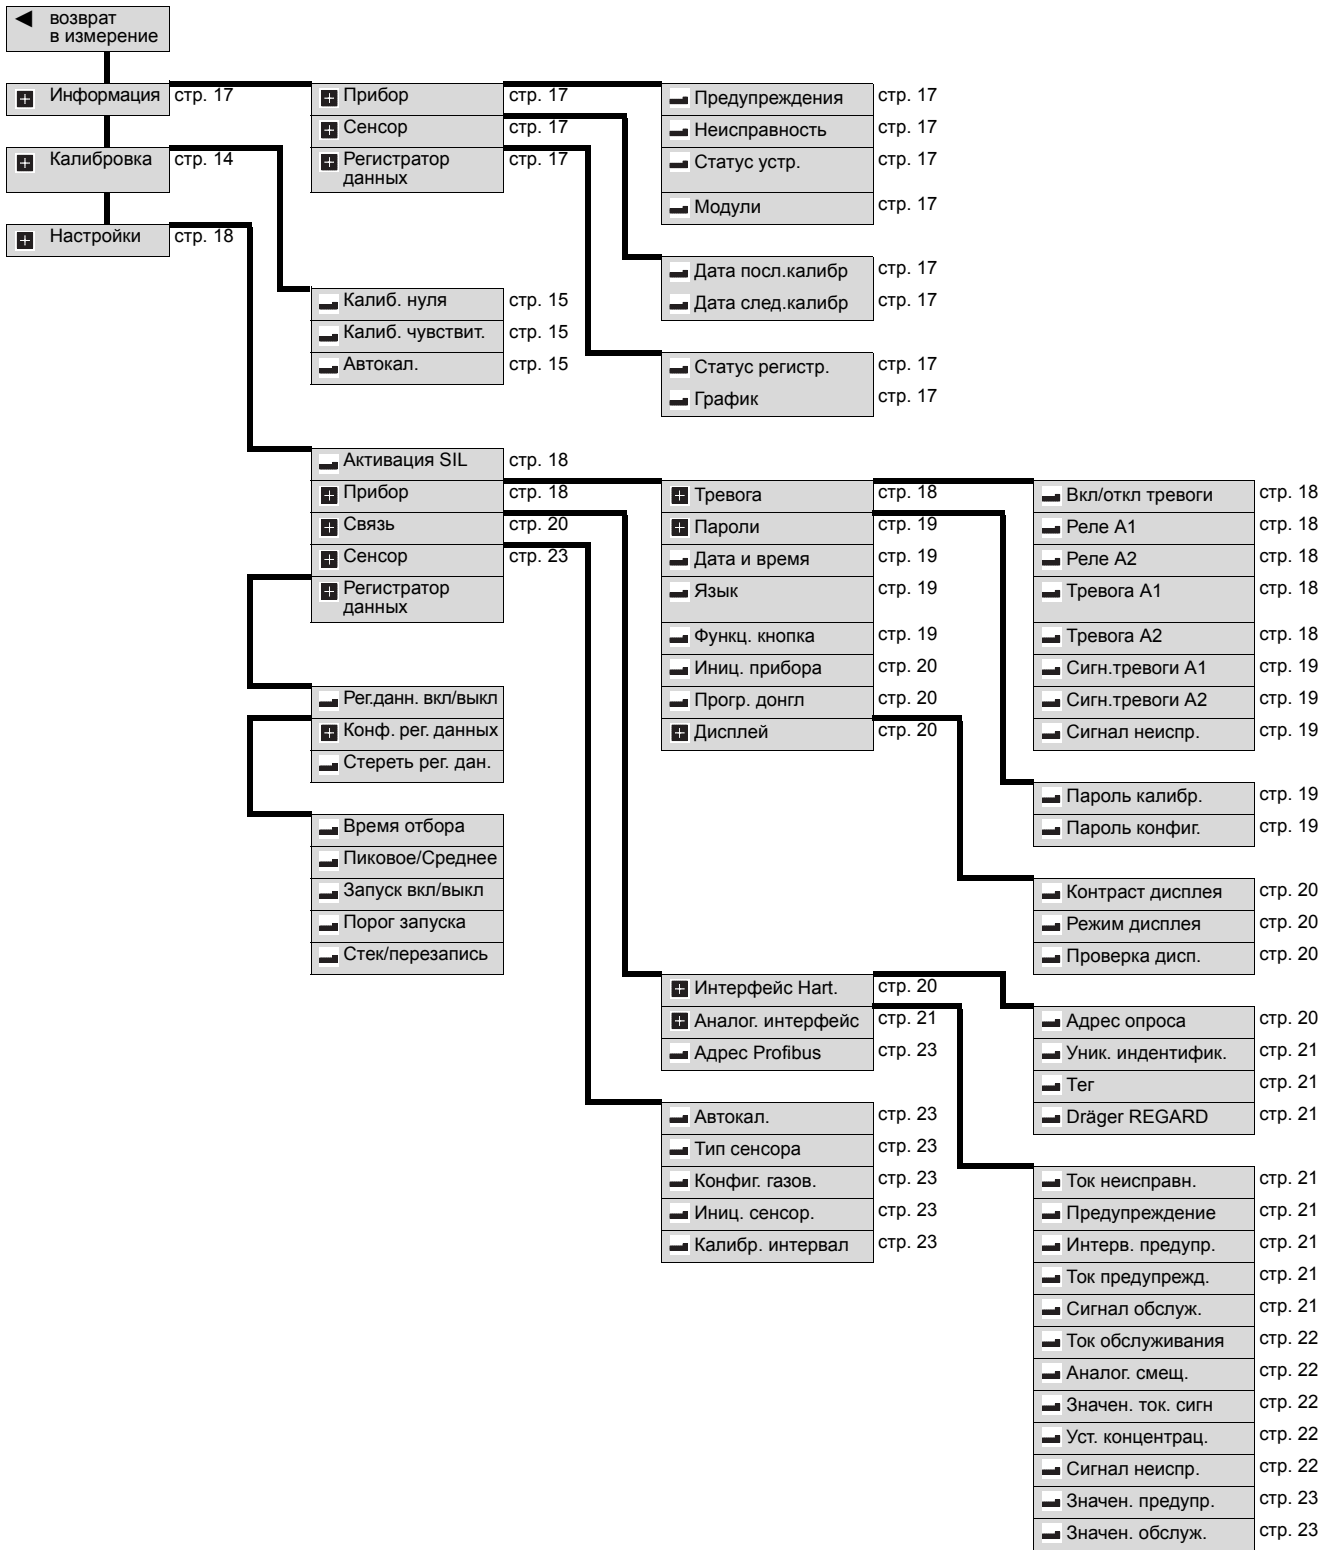 возврат
в измерение
Информация стр. 17
Калибровка стр. 14
Настройки стр. 18
Прибор стр. 17
Сенсор стр. 17
Регистратор стр. 17
данных
Предупреждения стр. 17
Неисправность стр. 17
Статус устр. стр. 17
Модули стр. 17
Дата посл.калибр стр. 17
Дата след.калибр стр. 17
Статус регистр. стр. 17
График стр. 17
Калиб. нуля стр. 15
Калиб. чувствит. стр. 15
Автокал. стр. 15
Активация SIL стр. 18
Прибор стр. 18
Связь стр. 20
Сенсор стр. 23
Регистратор
данных
Рег.данн. вкл/выкл
Конф. рег. данных
Стереть рег. дан.
Время отбора
Пиковое/Среднее
Запуск вкл/выкл
Порог запуска
Стек/перезапись
Тревога стр. 18
Пароли стр. 19
Дата и время стр. 19
Язык стр. 19
Функц. кнопка стр. 19
Иниц. прибора стр. 20
Прогр. донгл стр. 20
Дисплей стр. 20
Вкл/откл тревоги стр. 18
Реле A1 стр. 18
Реле A2 стр. 18
Тревога A1 стр. 18
Тревога A2 стр. 18
Сигн.тревоги A1 стр. 19
Сигн.тревоги A2 стр. 19
Сигнал неиспр. стр. 19
Пароль калибр. стр. 19
Пароль конфиг. стр. 19
Контраст дисплея стр. 20
Режим дисплея стр. 20
Проверка дисп. стр. 20
Интерфейс Hart. стр. 20
Аналог. интерфейс стр. 21
Адрес Profibus стр. 23
Адрес опроса стр. 20
Уник. индентифик. стр. 21
Тег стр. 21
Dräger REGARD стр. 21
Автокал. стр. 23
Тип сенсора стр. 23
Конфиг. газов. стр. 23
Иниц. сенсор. стр. 23
Калибр. интервал стр. 23
Ток неисправн. стр. 21
Предупреждение стр. 21
Интерв. предупр. стр. 21
Ток предупрежд. стр. 21
Сигнал обслуж. стр. 21
Ток обслуживания стр. 22
Аналог. смещ. стр. 22
Значен. ток. сигн стр. 22
Уст. концентрац. стр. 22
Сигнал неиспр. стр. 22
Значен. предупр. стр. 23
Значен. обслуж. стр. 23